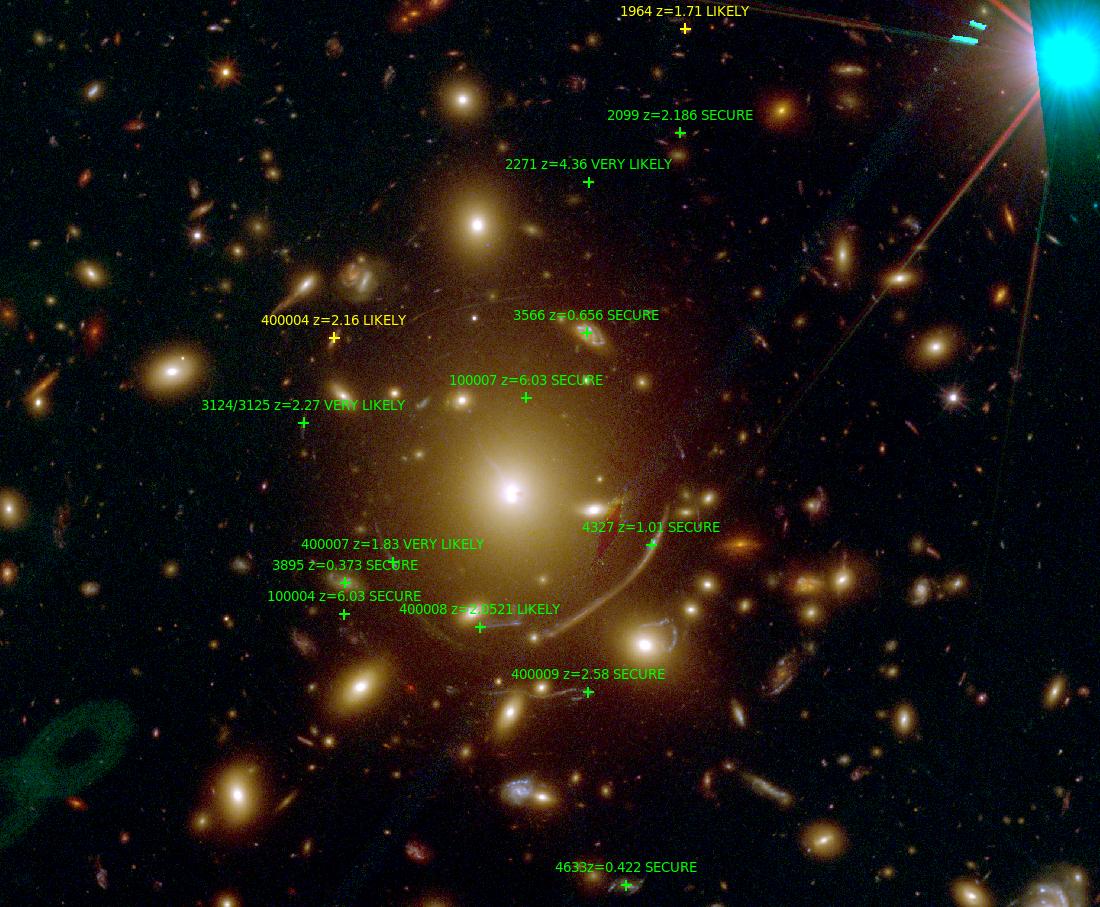 1964 z=1.71 LIKELY
2099 z=2.186 SECURE
2271 z=4.36 VERY LIKELY
3566 z=0.656 SECURE
400004 z=2.16 LIKELY
100007 z=6.03 SECURE
3124/3125 z=2.27 VERY LIKELY
4327 z=1.01 SECURE
400007 z=1.83 VERY LIKELY
3895 z=0.373 SECURE
100004 z=6.03 SECURE
400008 z=2.0521 LIKELY
400009 z=2.58 SECURE
4633z=0.422 SECURE